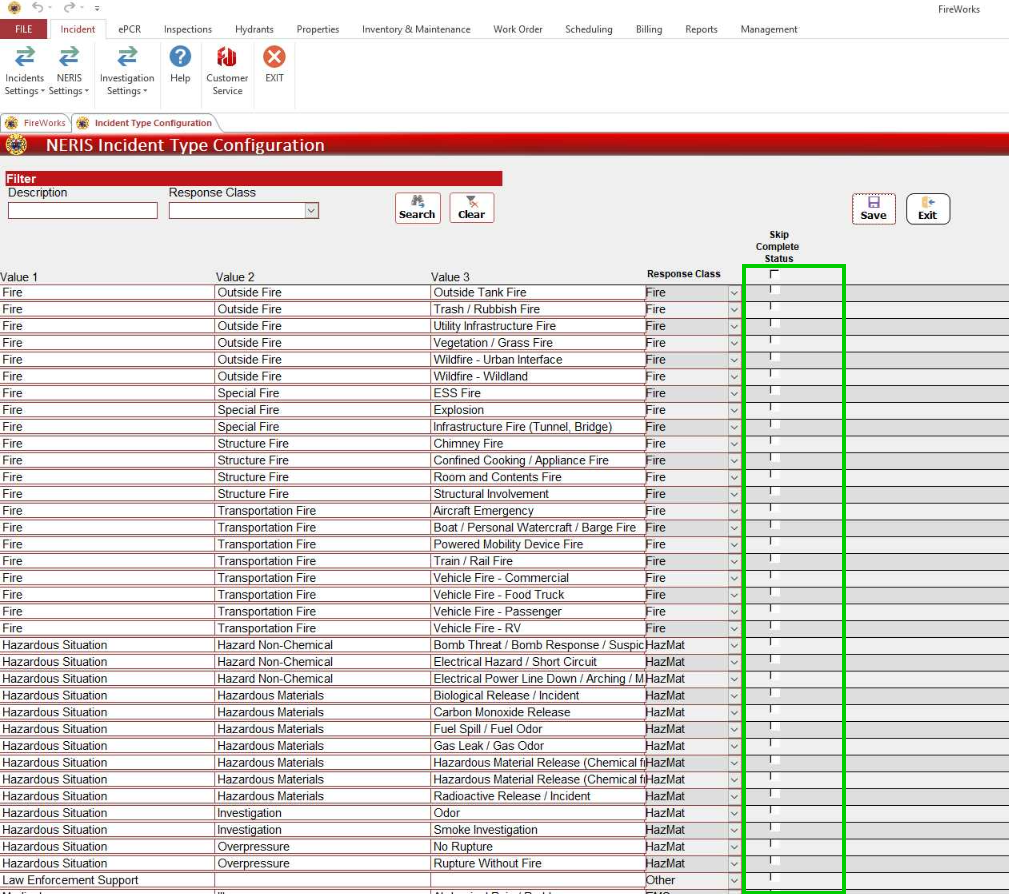 FireWorks
FILE Incident ePCR Inspections Hydrants Properties Inventory & Maintenance Work Order Scheduling Billing Reports Management
Incidents Settings NERIS Settings Investigation Settings Help Customer Service EXIT
FireWorks Incident Type Configuration
NERIS Incident Type Configuration
Filter
Description Response Class
Search Clear Save Exit
Skip
Complete
Status
Value 1 Value 2 Value 3 Response Class
Fire Outside Fire Outside Tank Fire Fire
Fire Outside Fire Trash / Rubbish Fire Fire
Fire Outside Fire Utility Infrastructure Fire Fire
Fire Outside Fire Vegetation / Grass Fire Fire
Fire Outside Fire Wildfire - Urban Interface Fire
Fire Outside Fire Wildfire - Wildland Fire
Fire Special Fire ESS Fire Fire
Fire Special Fire Explosion Fire
Fire Special Fire Infrastructure Fire (Tunnel, Bridge) Fire
Fire Structure Fire Chimney Fire Fire
Fire Structure Fire Confined Cooking / Appliance Fire Fire
Fire Structure Fire Room and Contents Fire Fire
Fire Structure Fire Structural Involvement Fire
Fire Transportation Fire Aircraft Emergency Fire
Fire Transportation Fire Boat / Personal Watercraft / Barge Fire Fire
Fire Transportation Fire Powered Mobility Device Fire Fire
Fire Transportation Fire Train / Rail Fire Fire
Fire Transportation Fire Vehicle Fire - Commercial Fire
Fire Transportation Fire Vehicle Fire - Food Truck Fire
Fire Transportation Fire Vehicle Fire - Passenger Fire
Fire Transportation Fire Vehicle Fire - RV Fire
Hazardous Situation Hazard Non-Chemical Bomb Threat / Bomb Response / Suspic HazMat
Hazardous Situation Hazard Non-Chemical Electrical Hazard / Short Circuit HazMat
Hazardous Situation Hazard Non-Chemical Electrical Power Line Down / Arching / M HazMat
Hazardous Situation Hazardous Materials Biological Release / Incident HazMat
Hazardous Situation Hazardous Materials Carbon Monoxide Release HazMat
Hazardous Situation Hazardous Materials Fuel Spill / Fuel Odor HazMat
Hazardous Situation Hazardous Materials Gas Leak / Gas Odor HazMat
Hazardous Situation Hazardous Materials Hazardous Material Release (Chemical f HazMat
Hazardous Situation Hazardous Materials Hazardous Material Release (Chemical f HazMat
Hazardous Situation Hazardous Materials Radioactive Release / Incident HazMat
Hazardous Situation Investigation Odor HazMat
Hazardous Situation Investigation Smoke Investigation HazMat
Hazardous Situation Overpressure No Rupture HazMat
Hazardous Situation Overpressure Rupture Without Fire HazMat
Law Enforcement Support Other